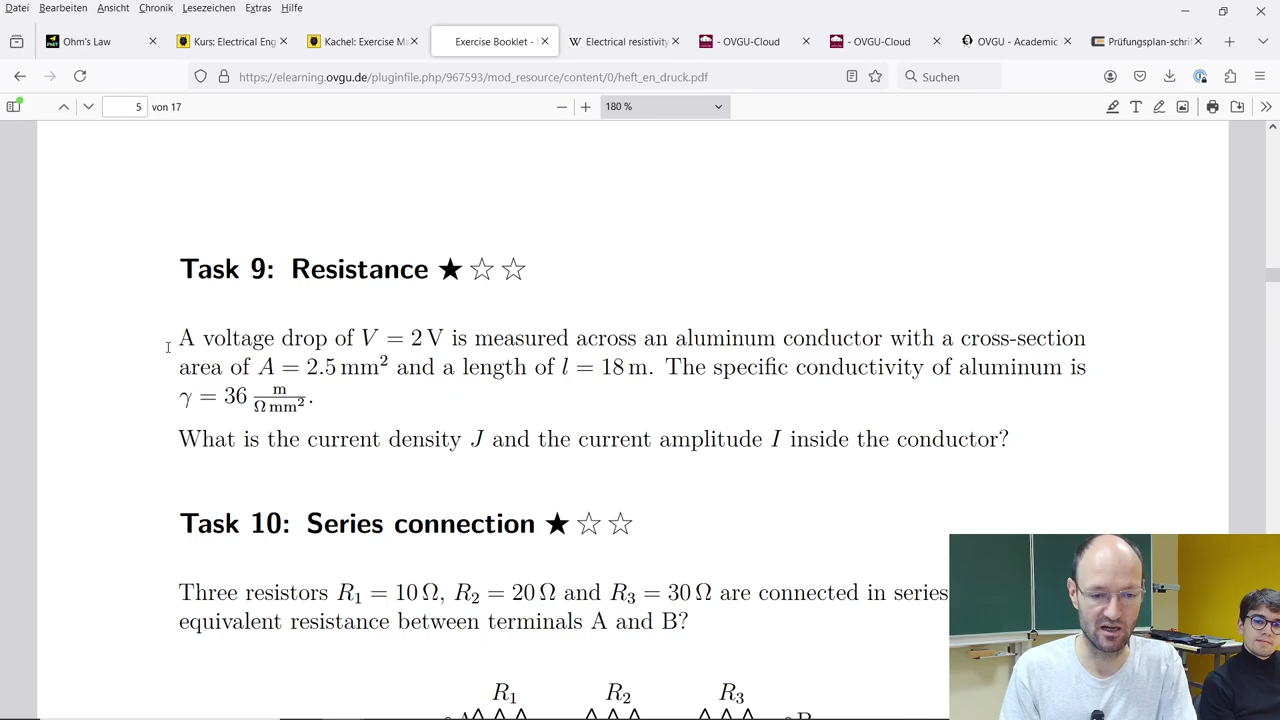 Datei Bearbeiten Ansicht Chronik Lesezeichen Extras Hilfe
Ohm's Law Kurs: Electrical Eng Kachel: Exercise Ma Exercise Booklet - Electrical resistivity - OVGU-Cloud - OVGU-Cloud OVGU - Academic Prüfungsplan-schrif
https://elearning.ovgu.de/pluginfile.php/967593/mod_resource/content/0/heft_en_druck.pdf Suchen
5 von 17 180 %
Task 9: Resistance ★☆☆
A voltage drop of V = 2 V is measured across an aluminum conductor with a cross-section
area of A = 2.5 mm² and a length of l = 18 m. The specific conductivity of aluminum is
γ = 36 m/(Ω mm²).
What is the current density J and the current amplitude I inside the conductor?
Task 10: Series connection ★☆☆
Three resistors R₁ = 10 Ω, R₂ = 20 Ω and R₃ = 30 Ω are connected in series
equivalent resistance between terminals A and B?
R₁ R₂ R₃
A B